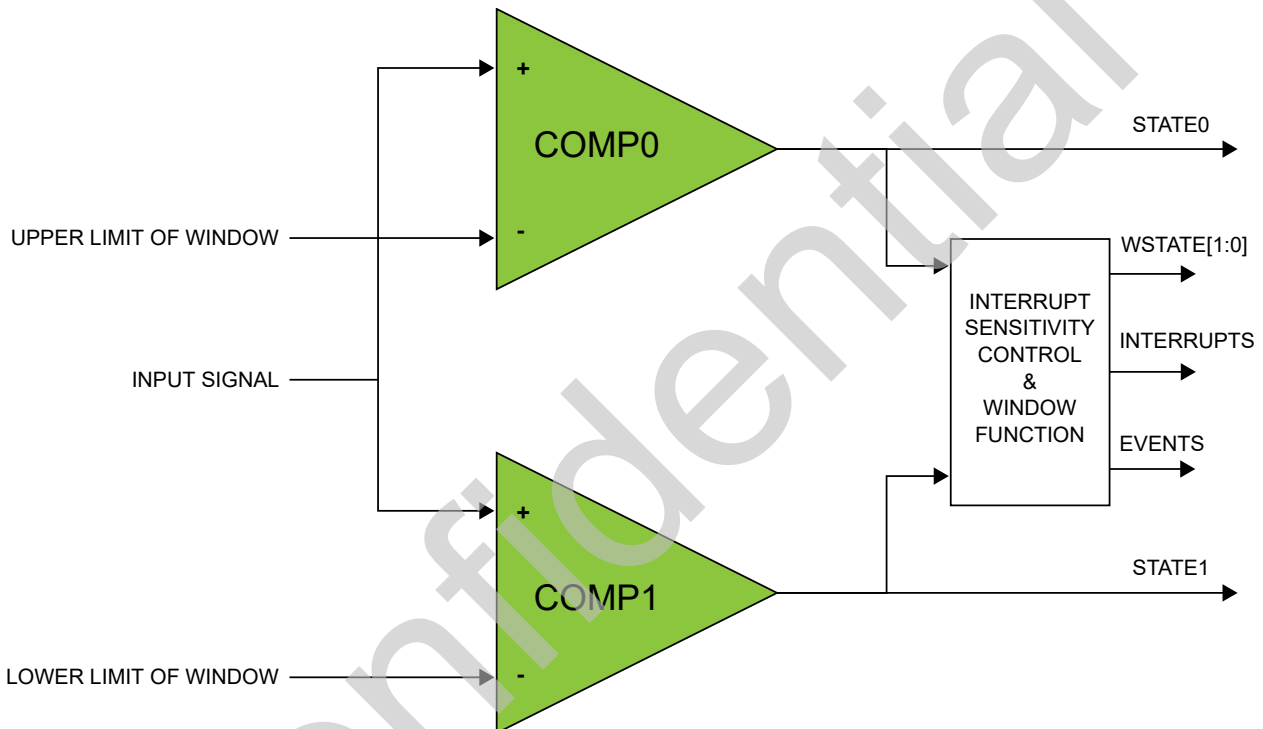 +
COMP0
-
STATE0
UPPER LIMIT OF WINDOW
INPUT SIGNAL
INTERRUPT
SENSITIVITY
CONTROL
&
WINDOW
FUNCTION
WSTATE[1:0]
INTERRUPTS
EVENTS
+
COMP1
-
STATE1
LOWER LIMIT OF WINDOW
nfidential